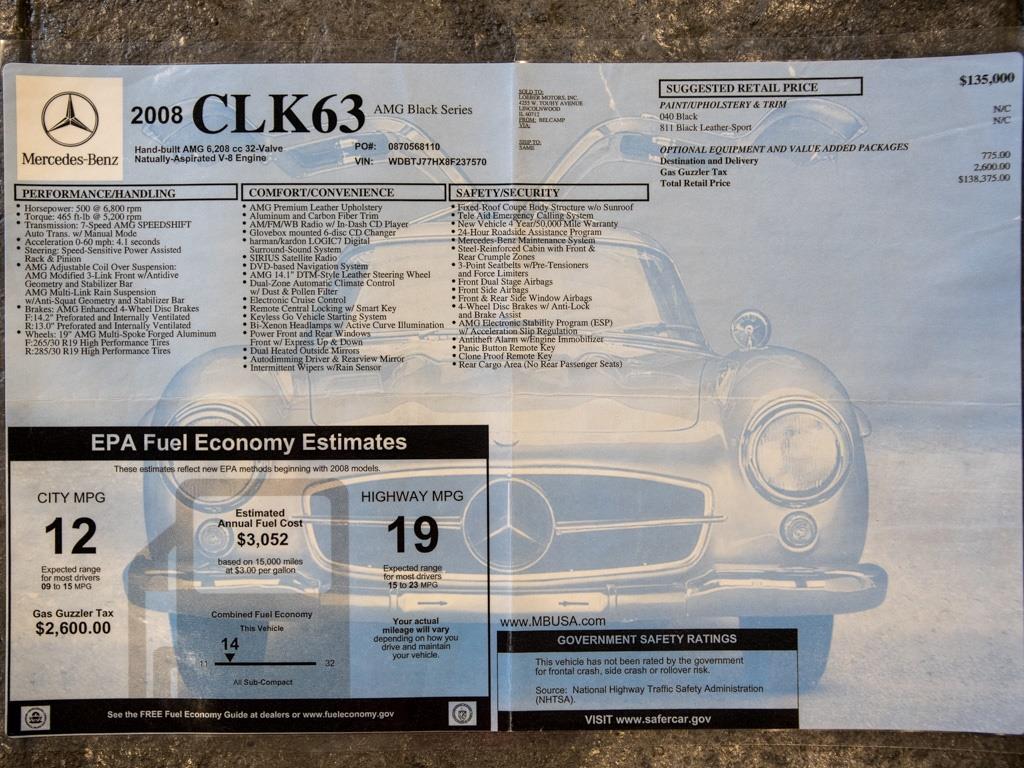 Mercedes-Benz
2008 CLK63 AMG Black Series
Hand-built AMG 6,208 cc 32-Valve
Natually-Aspirated V-8 Engine
PO#: 0870568110
VIN: WDBTJ77HX8F237570
SOLD TO:
LOEBER MOTORS, INC.
4255 W. TOUHY AVENUE
LINCOLNWOOD
IL 60712
FROM: BELCAMP
VIA:
SHIP TO:
SAME
SUGGESTED RETAIL PRICE $135,000
PAINT/UPHOLSTERY & TRIM
040 Black N/C
811 Black Leather-Sport N/C
OPTIONAL EQUIPMENT AND VALUE ADDED PACKAGES
Destination and Delivery 775.00
Gas Guzzler Tax 2,600.00
Total Retail Price $138,375.00
PERFORMANCE/HANDLING
• Horsepower: 500 @ 6,800 rpm
• Torque: 465 ft-lb @ 5,200 rpm
• Transmission: 7-Speed AMG SPEEDSHIFT
Auto Trans. w/ Manual Mode
• Acceleration 0-60 mph: 4.1 seconds
• Steering: Speed-Sensitive Power Assisted
Rack & Pinion
• AMG Adjustable Coil Over Suspension:
AMG Modified 3-Link Front w/Antidive
Geometry and Stabilizer Bar
AMG Multi-Link Rain Suspension
w/Anti-Squat Geometry and Stabilizer Bar
• Brakes: AMG Enhanced 4-Wheel Disc Brakes
F:14.2" Preforated and Internally Ventilated
R:13.0" Preforated and Internally Ventilated
• Wheels: 19" AMG Multi-Spoke Forged Aluminum
F:265/30 R19 High Performance Tires
R:285/30 R19 High Performance Tires
COMFORT/CONVENIENCE
• AMG Premium Leather Upholstery
• Aluminum and Carbon Fiber Trim
• AM/FM/WB Radio w/ In-Dash CD Player
• Glovebox mounted 6-disc CD Changer
• harman/kardon LOGIC7 Digital
Surround-Sound System
• SIRIUS Satellite Radio
• DVD-based Navigation System
• AMG 14.1" DTM-Style Leather Steering Wheel
• Dual-Zone Automatic Climate Control
w/ Dust & Pollen Filter
• Electronic Cruise Control
• Remote Central Locking w/ Smart Key
• Keyless Go Vehicle Starting System
• Bi-Xenon Headlamps w/ Active Curve Illumination
• Power Front and Rear Windows
Front w/ Express Up & Down
• Dual Heated Outside Mirrors
• Autodimming Driver & Rearview Mirror
• Intermittent Wipers w/Rain Sensor
SAFETY/SECURITY
• Fixed-Roof Coupe Body Structure w/o Sunroof
• Tele Aid Emergency Calling System
• New Vehicle 4 Year/50,000 Mile Warranty
• 24-Hour Roadside Assistance Program
• Mercedes-Benz Maintenance System
• Steel-Reinforced Cabin with Front &
Rear Crumple Zones
• 3-Point Seatbelts w/Pre-Tensioners
and Force Limiters
• Front Dual Stage Airbags
• Front Side Airbags
• Front & Rear Side Window Airbags
• 4-Wheel Disc Brakes w/ Anti-Lock
and Brake Assist
• AMG Electronic Stability Program (ESP)
w/ Acceleration Slip Regulation
• Antitheft Alarm w/Engine Immobilizer
• Panic Button Remote Key
• Clone Proof Remote Key
• Rear Cargo Area (No Rear Passenger Seats)
EPA Fuel Economy Estimates
These estimates reflect new EPA methods beginning with 2008 models.
CITY MPG
12
Expected range
for most drivers
09 to 15 MPG
Gas Guzzler Tax
$2,600.00
Estimated
Annual Fuel Cost
$3,052
based on 15,000 miles
at $3.00 per gallon
Combined Fuel Economy
This Vehicle
14
11 32
All Sub-Compact
HIGHWAY MPG
19
Expected range
for most drivers
15 to 23 MPG
Your actual
mileage will vary
depending on how you
drive and maintain
your vehicle.
See the FREE Fuel Economy Guide at dealers or www.fueleconomy.gov
www.MBUSA.com
GOVERNMENT SAFETY RATINGS
This vehicle has not been rated by the government
for frontal crash, side crash or rollover risk.
Source: National Highway Traffic Safety Administration
(NHTSA).
VISIT www.safercar.gov